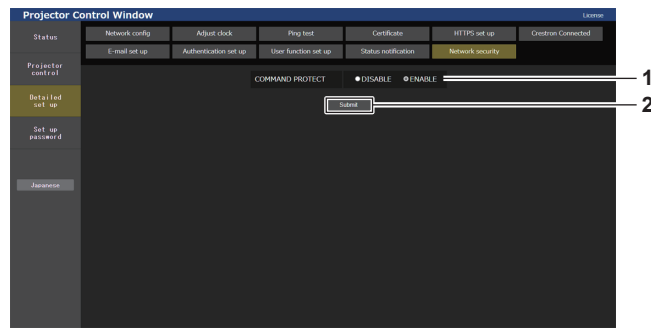 Projector Control Window
License
Status
Network config
Adjust clock
Ping test
Certificate
HTTPS set up
Crestron Connected
E-mail set up
Authentication set up
User function set up
Status notification
Network security
Projector
control
COMMAND PROTECT
DISABLE
ENABLE
1
Detailed
set up
Submit
2
Set up
password
Japanese